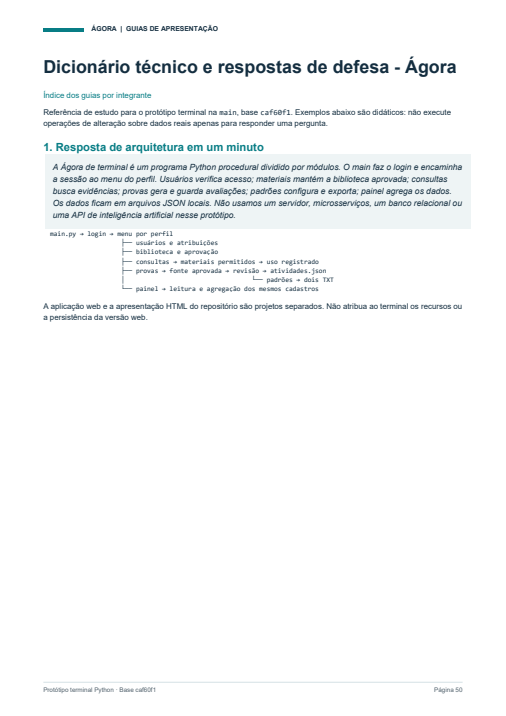 ÁGORA | GUIAS DE APRESENTAÇÃO
Dicionário técnico e respostas de defesa - Ágora
Índice dos guias por integrante
Referência de estudo para o protótipo terminal na main, base caf60f1. Exemplos abaixo são didáticos: não execute
operações de alteração sobre dados reais apenas para responder uma pergunta.
1. Resposta de arquitetura em um minuto
A Ágora de terminal é um programa Python procedural dividido por módulos. O main faz o login e encaminha
a sessão ao menu do perfil. Usuários verifica acesso; materiais mantém a biblioteca aprovada; consultas
busca evidências; provas gera e guarda avaliações; padrões configura e exporta; painel agrega os dados.
Os dados ficam em arquivos JSON locais. Não usamos um servidor, microsserviços, um banco relacional ou
uma API de inteligência artificial nesse protótipo.
main.py → login → menu por perfil
├── usuários e atribuições
├── biblioteca e aprovação
├── consultas → materiais permitidos → uso registrado
├── provas → fonte aprovada → revisão → atividades.json
│ └── padrões → dois TXT
└── painel → leitura e agregação dos mesmos cadastros
A aplicação web e a apresentação HTML do repositório são projetos separados. Não atribua ao terminal os recursos ou
a persistência da versão web.
Protótipo terminal Python · Base caf60f1 Página 50